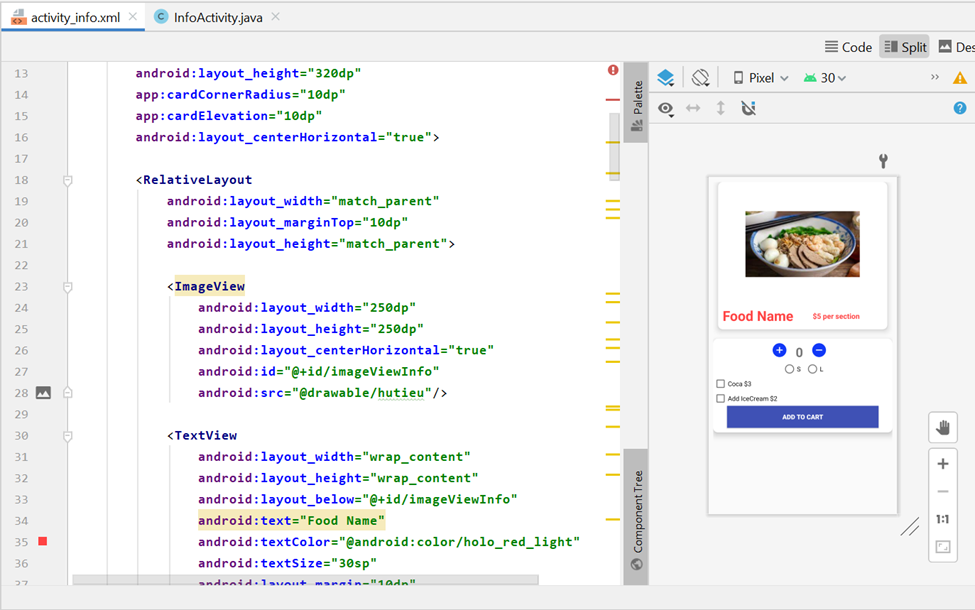 activity_info.xml
InfoActivity.java
Code
Split
Des
13 android:layout_height="320dp"
14 app:cardCornerRadius="10dp"
15 app:cardElevation="10dp"
16 android:layout_centerHorizontal="true">
17
18 <RelativeLayout
19 android:layout_width="match_parent"
20 android:layout_marginTop="10dp"
21 android:layout_height="match_parent">
22
23 <ImageView
24 android:layout_width="250dp"
25 android:layout_height="250dp"
26 android:layout_centerHorizontal="true"
27 android:id="@+id/imageViewInfo"
28 android:src="@drawable/hutieu"/>
29
30 <TextView
31 android:layout_width="wrap_content"
32 android:layout_height="wrap_content"
33 android:layout_below="@+id/imageViewInfo"
34 android:text="Food Name"
35 android:textColor="@android:color/holo_red_light"
36 android:textSize="30sp"
37 android:layout_margin="10dp"
Palette
Component Tree
Pixel
30
Food Name
$5 per section
0
S
L
Coca $3
Add IceCream $2
ADD TO CART
1:1